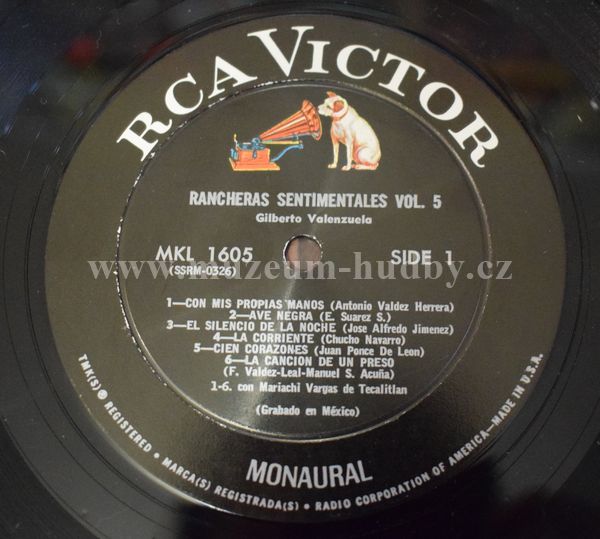 RCA VICTOR
RANCHERAS SENTIMENTALES VOL. 5
Gilberto Valenzuela
MKL 1605 SIDE 1
(SSRM-0326)
www.muzeum-hudby.cz
1—CON MIS PROPIAS MANOS (Antonio Valdez Herrera)
2—AVE NEGRA (E. Suarez S.)
3—EL SILENCIO DE LA NOCHE (Jose Alfredo Jimenez)
4—LA CORRIENTE (Chucho Navarro)
5—CIEN CORAZONES (Juan Ponce De Leon)
6—LA CANCION DE UN PRESO
(F. Valdez-Leal-Manuel S. Acuña)
1-6. con Mariachi Vargas de Tecalitlan
(Grabado en México)
MONAURAL
TMK(S) ® REGISTERED • MARCA(S) REGISTRADA(S) • RADIO CORPORATION OF AMERICA—MADE IN U.S.A.